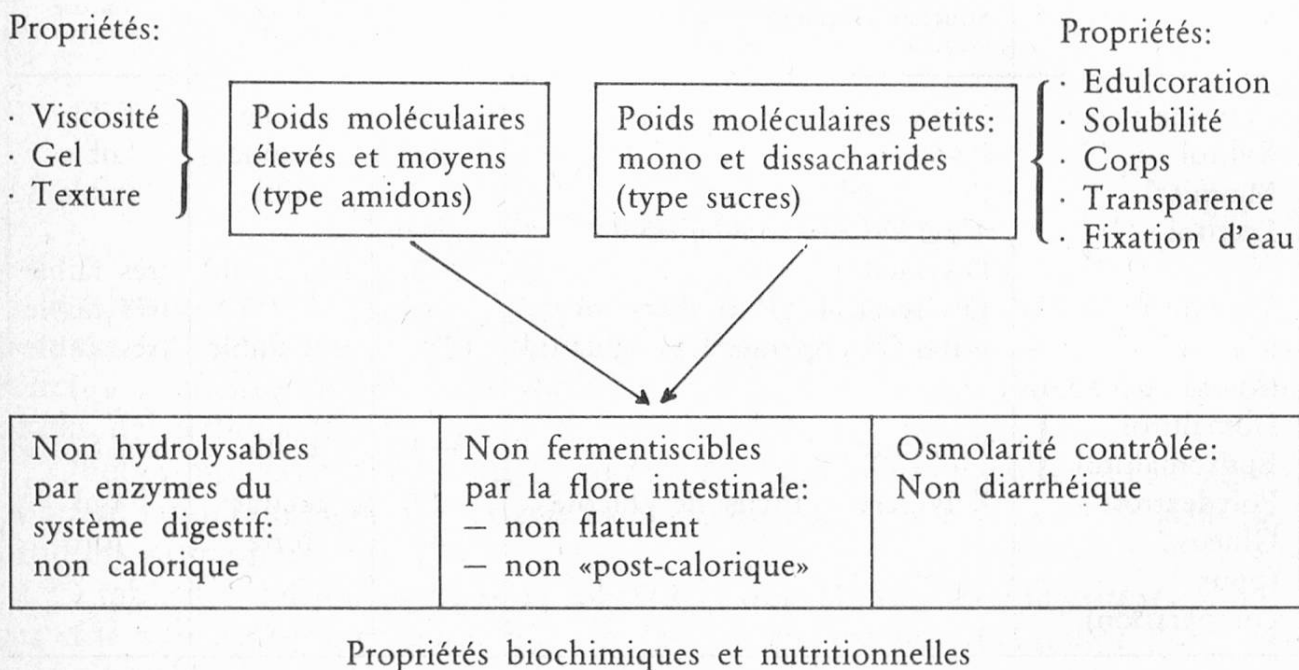 Propriétés:
· Viscosité
· Gel
· Texture
Poids moléculaires
élevés et moyens
(type amidons)
Poids moléculaires petits:
mono et dissacharides
(type sucres)
Propriétés:
· Edulcoration
· Solubilité
· Corps
· Transparence
· Fixation d'eau
Non hydrolysables
par enzymes du
système digestif:
non calorique
Non fermentiscibles
par la flore intestinale:
— non flatulent
— non «post-calorique»
Osmolarité contrôlée:
Non diarrhéique
Propriétés biochimiques et nutritionnelles